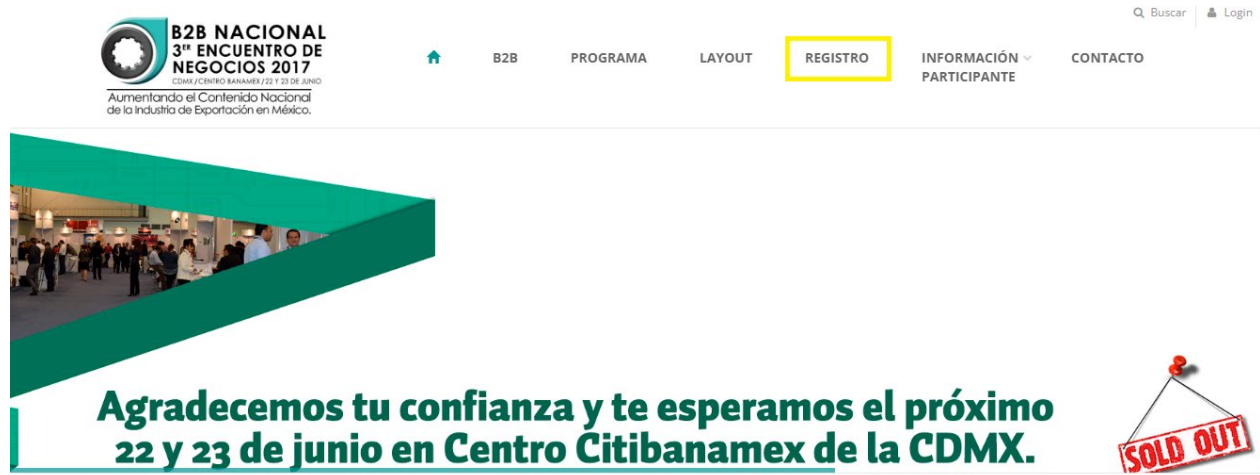 Buscar
Login
B2B NACIONAL
3ER ENCUENTRO DE
NEGOCIOS 2017
CDMX/CENTRO BANAMEX/22 Y 23 DE JUNIO
Aumentando el Contenido Nacional
de la Industria de Exportación en México.
B2B
PROGRAMA
LAYOUT
REGISTRO
INFORMACIÓN
PARTICIPANTE
CONTACTO
Agradecemos tu confianza y te esperamos el próximo
22 y 23 de junio en Centro Citibanamex de la CDMX.
SOLD OUT